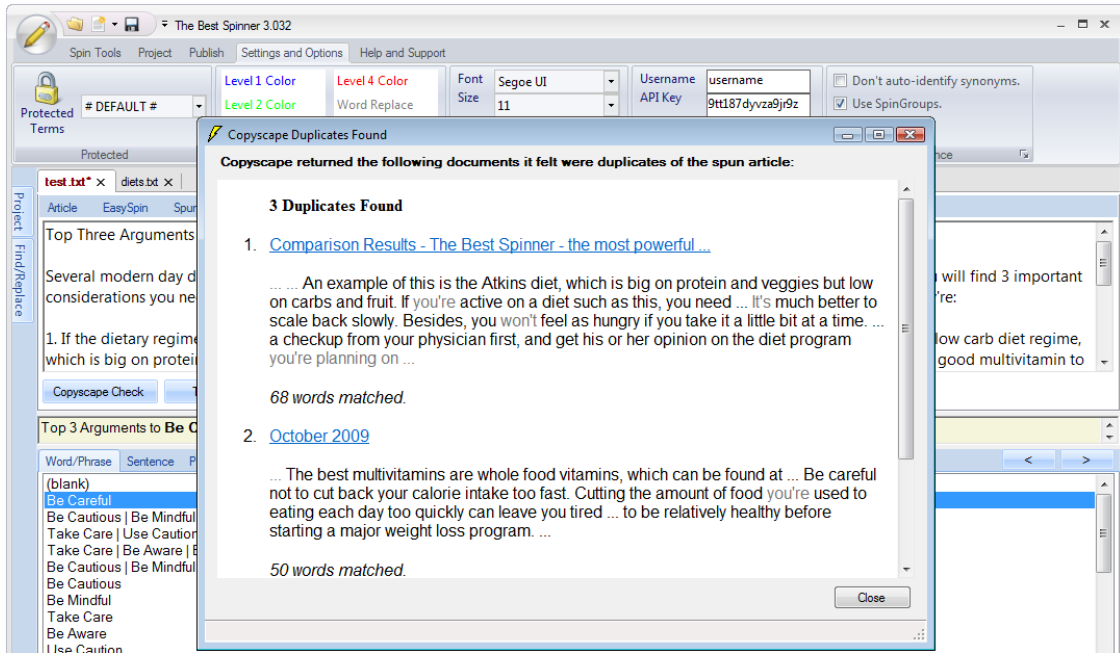 The Best Spinner 3.032
Spin Tools Project Publish Settings and Options Help and Support
Protected Terms
# DEFAULT #
Protected
Level 1 Color Level 4 Color
Level 2 Color Word Replace
Font Segoe UI
Size 11
Username username
API Key 9tt187dyvza9jr9z
Don't auto-identify synonyms.
Use SpinGroups.
nce
Copyscape Duplicates Found
Copyscape returned the following documents it felt were duplicates of the spun article:
3 Duplicates Found
1. Comparison Results - The Best Spinner - the most powerful ...
... ... An example of this is the Atkins diet, which is big on protein and veggies but low
on carbs and fruit. If you're active on a diet such as this, you need ... It's much better to
scale back slowly. Besides, you won't feel as hungry if you take it a little bit at a time. ...
a checkup from your physician first, and get his or her opinion on the diet program
you're planning on ...
68 words matched.
2. October 2009
... The best multivitamins are whole food vitamins, which can be found at ... Be careful
not to cut back your calorie intake too fast. Cutting the amount of food you're used to
eating each day too quickly can leave you tired ... to be relatively healthy before
starting a major weight loss program. ...
50 words matched.
Close
Project
Find/Replace
test.txt* diets.txt
Article EasySpin Spun
Top Three Arguments
Several modern day d will find 3 important
considerations you ne 're:
1. If the dietary regime low carb diet regime,
which is big on protei good multivitamin to
Copyscape Check T
Top 3 Arguments to Be C
Word/Phrase Sentence P < >
(blank)
Be Careful
Be Cautious | Be Mindful
Take Care | Use Caution
Take Care | Be Aware | B
Be Cautious | Be Mindful
Be Cautious
Be Mindful
Take Care
Be Aware
Use Caution